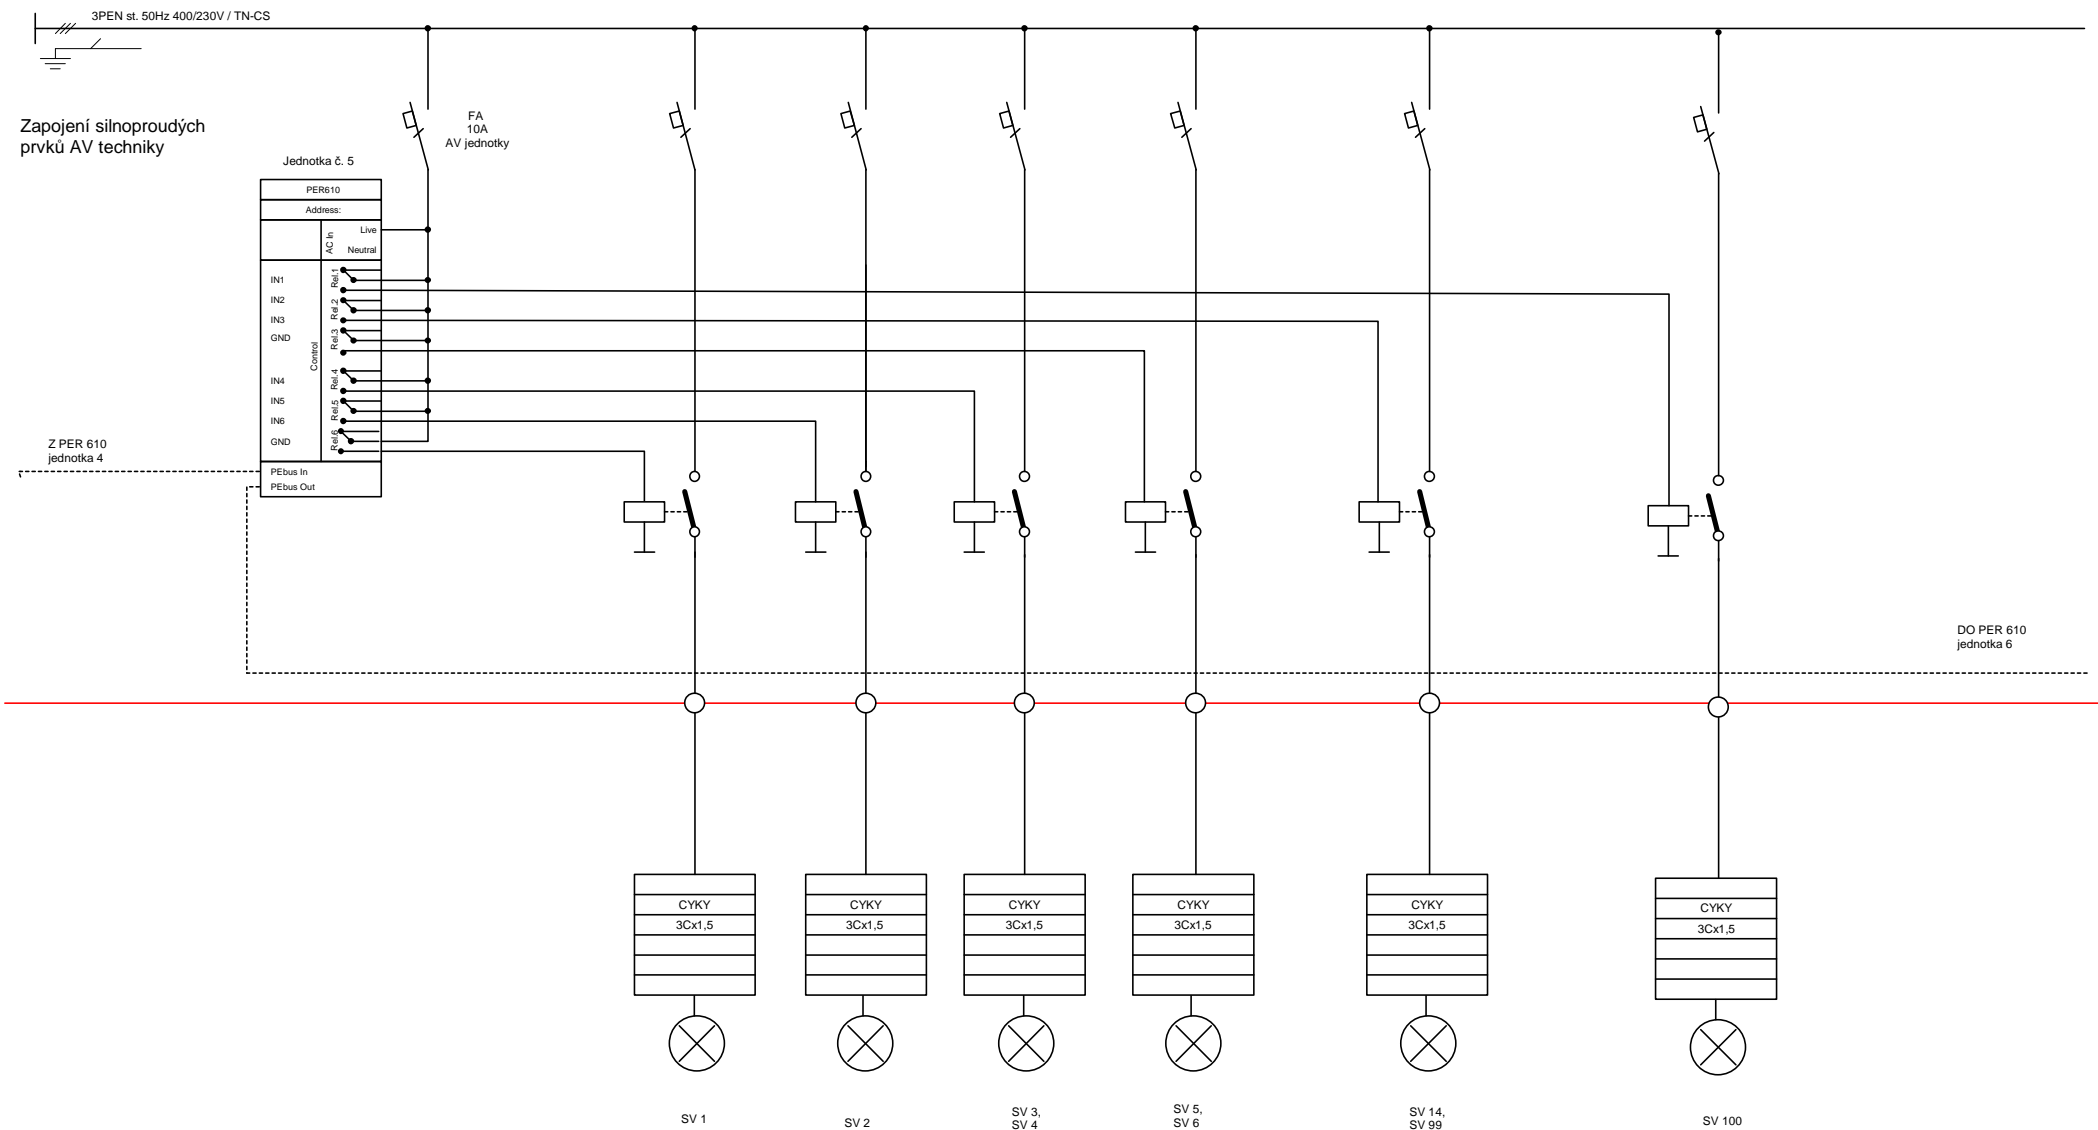 3PEN st. 50Hz 400/230V / TN-CS
Zapojení silnoproudých
prvků AV techniky
FA
10A
AV jednotky
Jednotka č. 5
PER610
Address:
AC In
Live
Neutral
Control
IN1
IN2
IN3
GND
IN4
IN5
IN6
GND
Rel.1
Rel.2
Rel.3
Rel.4
Rel.5
Rel.6
PEbus In
PEbus Out
Z PER 610
jednotka 4
DO PER 610
jednotka 6
CYKY
3Cx1,5
CYKY
3Cx1,5
CYKY
3Cx1,5
CYKY
3Cx1,5
CYKY
3Cx1,5
CYKY
3Cx1,5
SV 1
SV 2
SV 3,
SV 4
SV 5,
SV 6
SV 14,
SV 99
SV 100